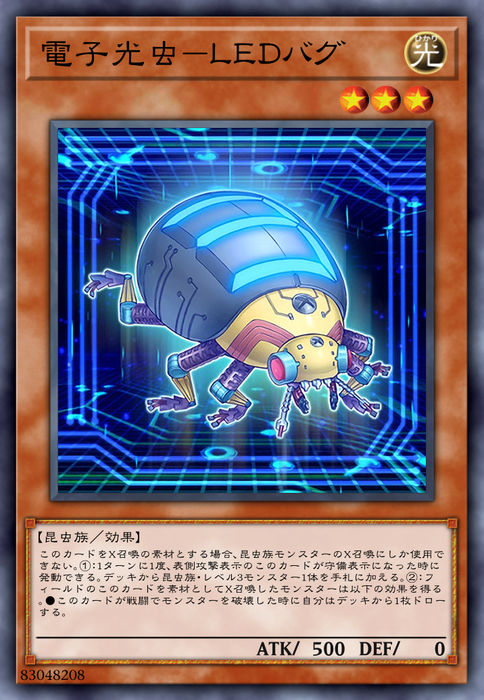 電子光虫－LEDバグ
ひかり
光
【昆虫族／効果】
このカードをX召喚の素材とする場合、昆虫族モンスターのX召喚にしか使用で
きない。①:1ターンに1度、表側攻撃表示のこのカードが守備表示になった時に
発動できる。デッキから昆虫族・レベル3モンスター1体を手札に加える。②:フ
ィールドのこのカードを素材としてX召喚したモンスターは以下の効果を得る
。●このカードが戦闘でモンスターを破壊した時に自分はデッキから1枚ドロー
する。
ATK/ 500 DEF/ 0
83048208